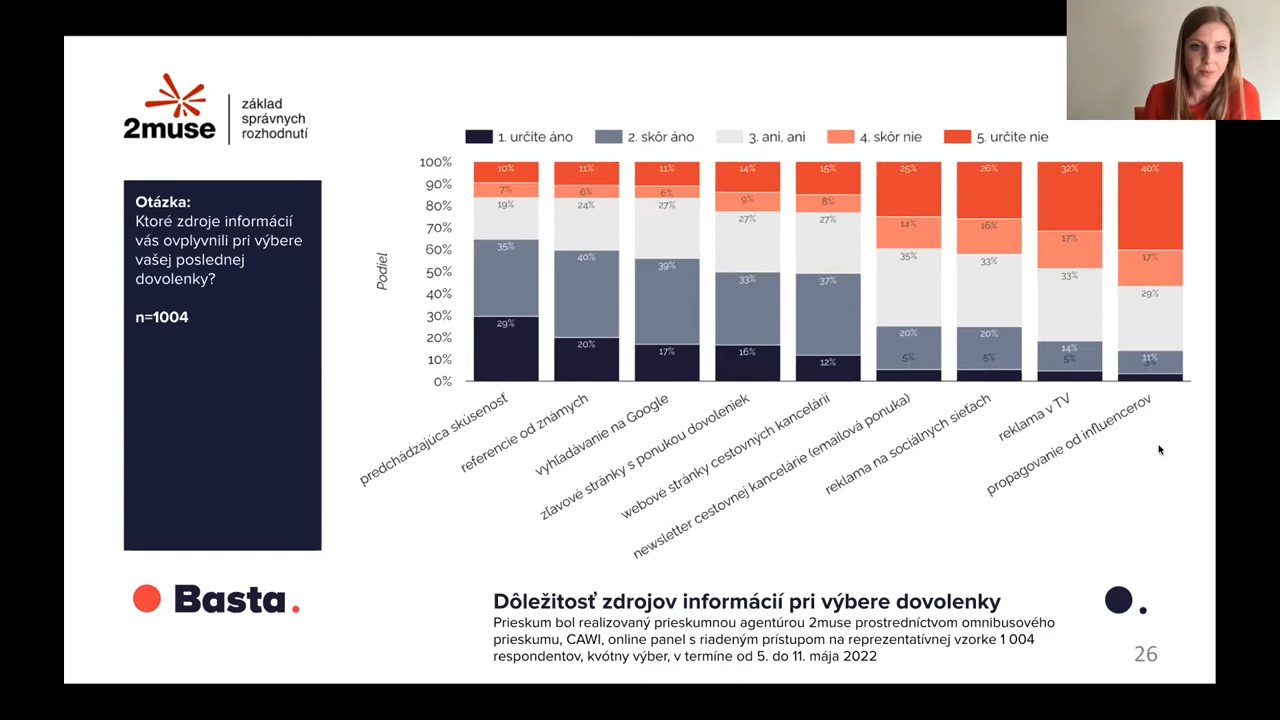 2muse
základ
správnych
rozhodnutí
Otázka:
Ktoré zdroje informácií
vás ovplyvnili pri výbere
vašej poslednej
dovolenky?
n=1004
1. určite áno 2. skôr áno 3. ani, ani 4. skôr nie 5. určite nie
Podiel
100%
90%
80%
70%
60%
50%
40%
30%
20%
10%
0%
10% 11% 11% 14% 15% 25% 26% 32% 40%
7% 6% 6% 9% 8% 14% 16% 17% 17%
19% 24% 27% 27% 27% 35% 33% 33% 29%
35% 40% 39% 33% 37% 20% 20% 14% 11%
29% 20% 17% 16% 12% 5% 5% 5%
predchádzajúca skúsenosť
referencie od známych
vyhľadávanie na Google
zľavové stránky s ponukou dovoleniek
webové stránky cestovných kancelárií
newsletter cestovnej kancelárie (emailová ponuka)
reklama na sociálnych sieťach
reklama v TV
propagovanie od influencerov
Basta.
Dôležitosť zdrojov informácií pri výbere dovolenky
Prieskum bol realizovaný prieskumnou agentúrou 2muse prostredníctvom omnibusového
prieskumu, CAWI, online panel s riadeným prístupom na reprezentatívnej vzorke 1 004
respondentov, kvótny výber, v termíne od 5. do 11. mája 2022
26